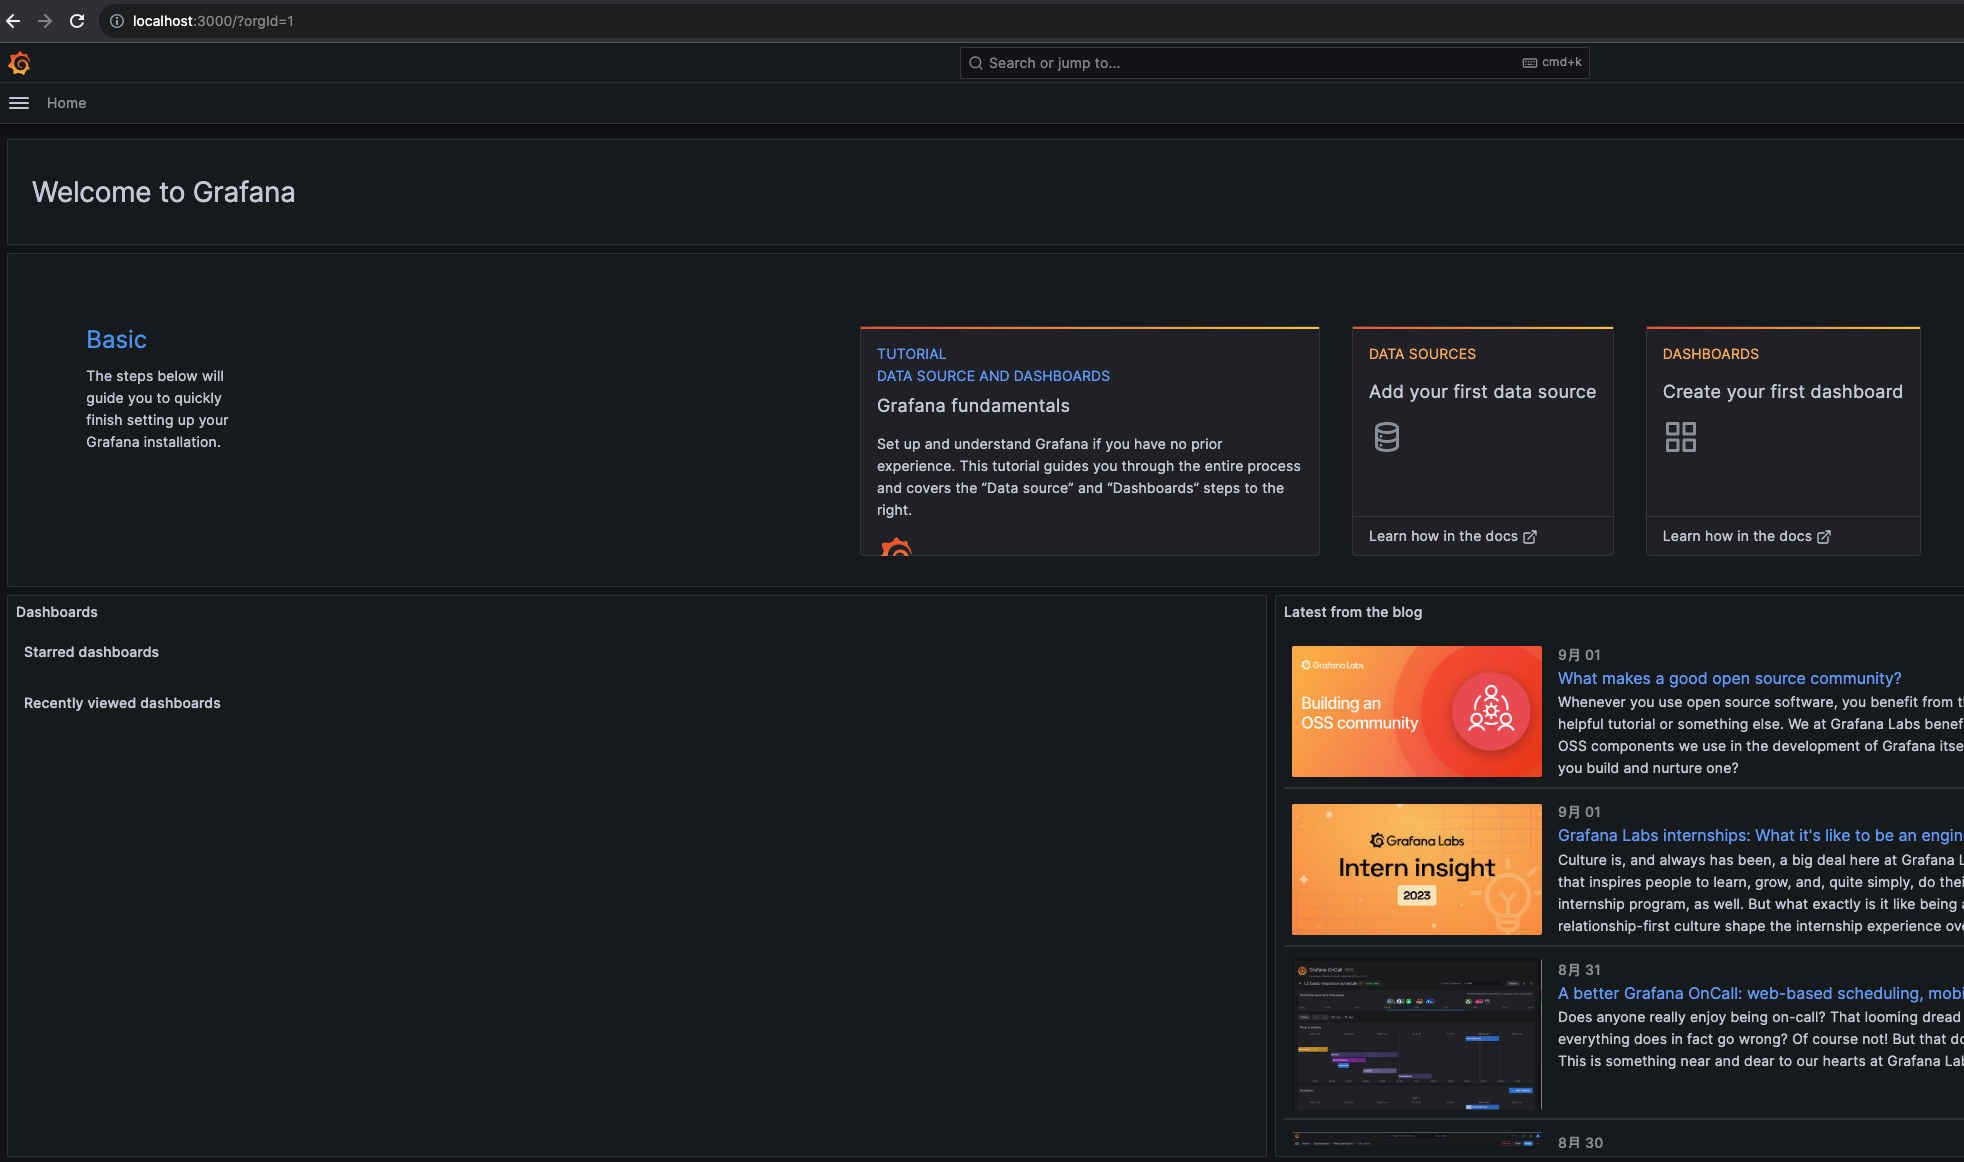 localhost:3000/?orgId=1
Search or jump to...
cmd+k
Home
Welcome to Grafana
Basic
The steps below will
guide you to quickly
finish setting up your
Grafana installation.
TUTORIAL
DATA SOURCE AND DASHBOARDS
Grafana fundamentals
Set up and understand Grafana if you have no prior
experience. This tutorial guides you through the entire process
and covers the “Data source” and “Dashboards” steps to the
right.
DATA SOURCES
Add your first data source
Learn how in the docs
DASHBOARDS
Create your first dashboard
Learn how in the docs
Dashboards
Starred dashboards
Recently viewed dashboards
Latest from the blog
Grafana Labs
Building an
OSS community
9月 01
What makes a good open source community?
Whenever you use open source software, you benefit from
helpful tutorial or something else. We at Grafana Labs
OSS components we use in the development of Grafana
you build and nurture one?
Grafana Labs
Intern insight
2023
9月 01
Grafana Labs internships: What it's like to be an
Culture is, and always has been, a big deal here at Grafana
that inspires people to learn, grow, and, quite simply, do
internship program, as well. But what exactly is it like being
relationship-first culture shape the internship experience
Grafana OnCall
8月 31
A better Grafana OnCall: web-based scheduling,
Does anyone really enjoy being on-call? That looming dread
everything does in fact go wrong? Of course not! But that
This is something near and dear to our hearts at Grafana
8月 30